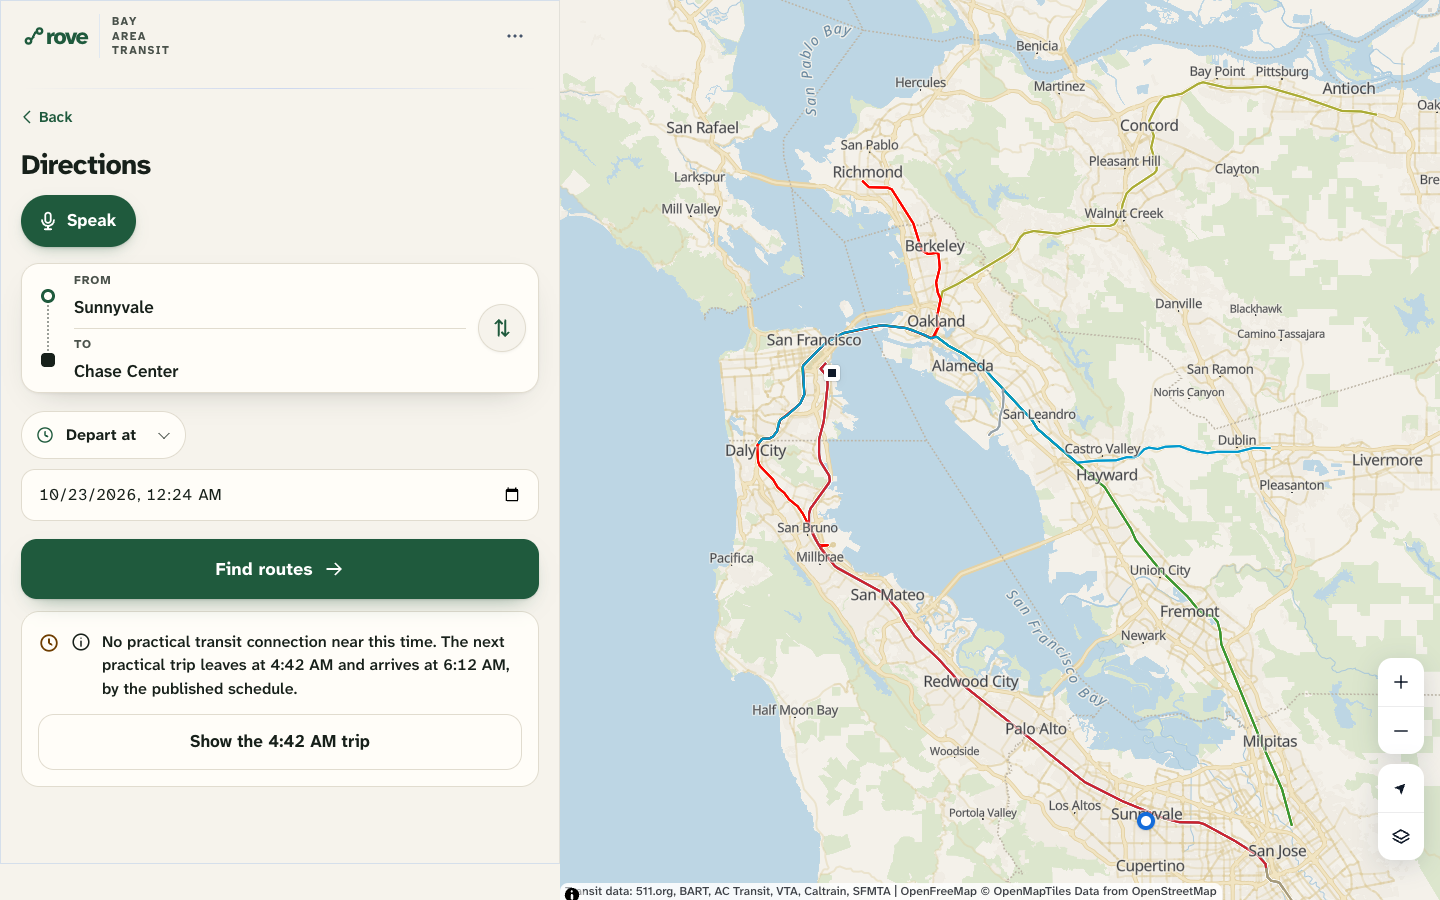 rove
BAY
AREA
TRANSIT
Back
Directions
Speak
FROM
Sunnyvale
TO
Chase Center
Depart at
10/23/2026, 12:24 AM
Find routes
No practical transit connection near this time. The next
practical trip leaves at 4:42 AM and arrives at 6:12 AM,
by the published schedule.
Show the 4:42 AM trip
San Pablo Bay
Benicia
Hercules
Martinez
Bay Point
Pittsburg
Antioch
Oak
San Rafael
Concord
San Pablo
Pleasant Hill
Clayton
Richmond
Larkspur
Bre
Mill Valley
Walnut Creek
Berkeley
Danville
Blackhawk
Oakland
Camino Tassajara
San Francisco
Alameda
San Ramon
Norris Canyon
San Leandro
Daly City
Castro Valley
Dublin
Livermore
Hayward
Pleasanton
San Bruno
Pacifica
Millbrae
Union City
San Mateo
San Francisco Bay
Fremont
Newark
Redwood City
Half Moon Bay
Palo Alto
Woodside
Milpitas
Los Altos
Portola Valley
Sunnyvale
San Jose
Cupertino
nsit data: 511.org, BART, AC Transit, VTA, Caltrain, SFMTA | OpenFreeMap © OpenMapTiles Data from OpenStreetMap